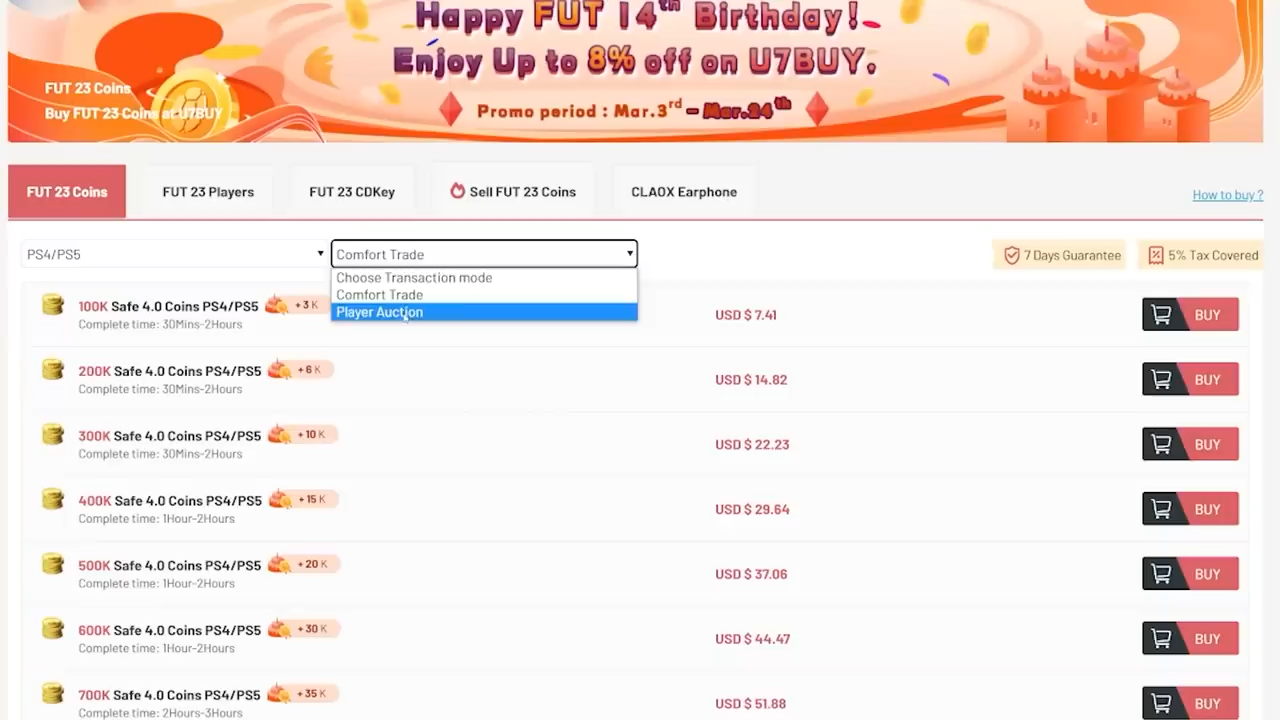 Happy FUT 14th Birthday!
Enjoy Up to 8% off on U7BUY.
Promo period : Mar.3rd – Mar.24th
FUT 23 Coins
Buy FUT 23 Coins at U7BUY
FUT 23 Coins
FUT 23 Players
FUT 23 CDKey
Sell FUT 23 Coins
CLAOX Earphone
How to buy ?
PS4/PS5
Comfort Trade
7 Days Guarantee
5% Tax Covered
Choose Transaction mode
Comfort Trade
Player Auction
100K Safe 4.0 Coins PS4/PS5 +3 K
Complete time: 30Mins-2Hours
USD $ 7.41
BUY
200K Safe 4.0 Coins PS4/PS5 +6 K
Complete time: 30Mins-2Hours
USD $ 14.82
BUY
300K Safe 4.0 Coins PS4/PS5 +10 K
Complete time: 30Mins-2Hours
USD $ 22.23
BUY
400K Safe 4.0 Coins PS4/PS5 +15 K
Complete time: 1Hour-2Hours
USD $ 29.64
BUY
500K Safe 4.0 Coins PS4/PS5 +20 K
Complete time: 1Hour-2Hours
USD $ 37.06
BUY
600K Safe 4.0 Coins PS4/PS5 +30 K
Complete time: 1Hour-2Hours
USD $ 44.47
BUY
700K Safe 4.0 Coins PS4/PS5 +35 K
Complete time: 2Hours-3Hours
USD $ 51.88
BUY